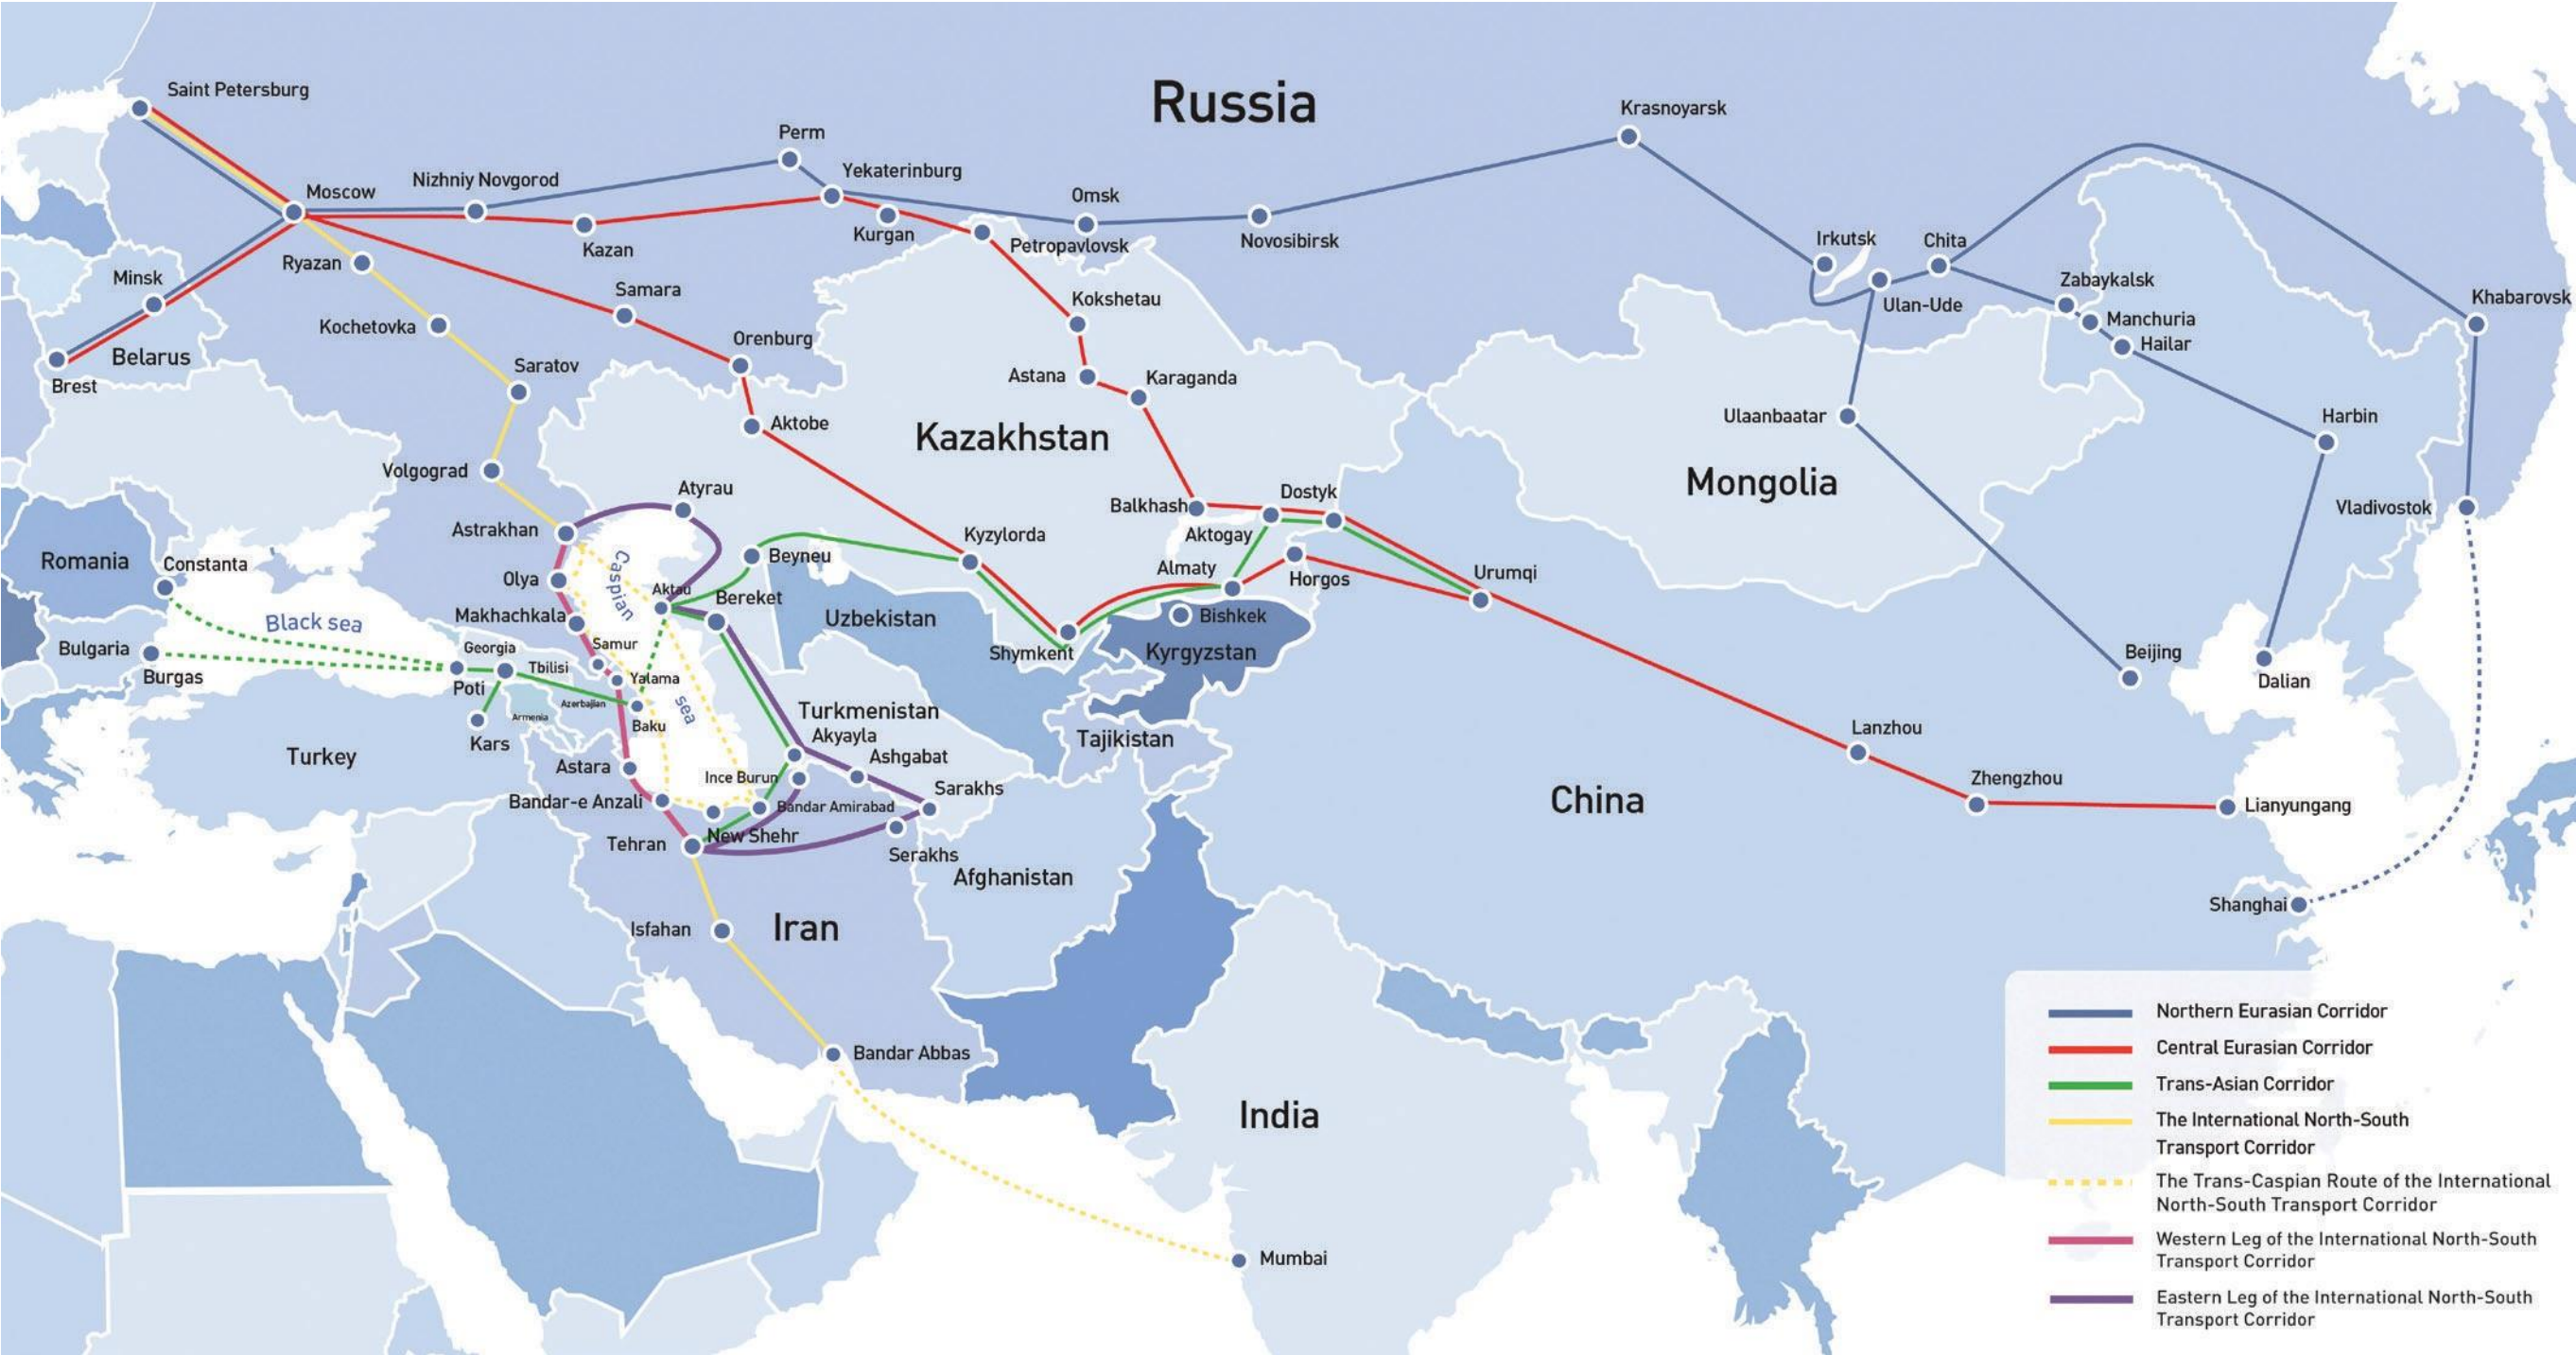 Russia
Saint Petersburg
Krasnoyarsk
Perm
Yekaterinburg
Nizhniy Novgorod
Moscow
Omsk
Kurgan
Kazan
Petropavlovsk
Novosibirsk
Irkutsk
Chita
Ryazan
Minsk
Samara
Kokshetau
Ulan-Ude
Zabaykalsk
Khabarovsk
Manchuria
Hailar
Kochetovka
Belarus
Brest
Orenburg
Saratov
Astana
Karaganda
Aktobe
Kazakhstan
Ulaanbaatar
Harbin
Volgograd
Mongolia
Atyrau
Balkhash
Dostyk
Vladivostok
Astrakhan
Aktogay
Kyzylorda
Beyneu
Romania
Constanta
Caspian
sea
Olya
Aktau
Bereket
Almaty
Horgos
Urumqi
Black sea
Makhachkala
Uzbekistan
Bishkek
Kyrgyzstan
Shymkent
Bulgaria
Burgas
Georgia
Tbilisi
Poti
Samur
Yalama
Azerbaijan
Armenia
Baku
Kars
Beijing
Dalian
Turkey
Turkmenistan
Akyayla
Ashgabat
Tajikistan
Lanzhou
Astara
Ince Burun
Sarakhs
Zhengzhou
Bandar-e Anzali
Bandar Amirabad
China
Lianyungang
Tehran
New Shehr
Serakhs
Afghanistan
Shanghai
Isfahan
Iran
Bandar Abbas
India
Mumbai
Northern Eurasian Corridor
Central Eurasian Corridor
Trans-Asian Corridor
The International North-South
Transport Corridor
The Trans-Caspian Route of the International
North-South Transport Corridor
Western Leg of the International North-South
Transport Corridor
Eastern Leg of the International North-South
Transport Corridor